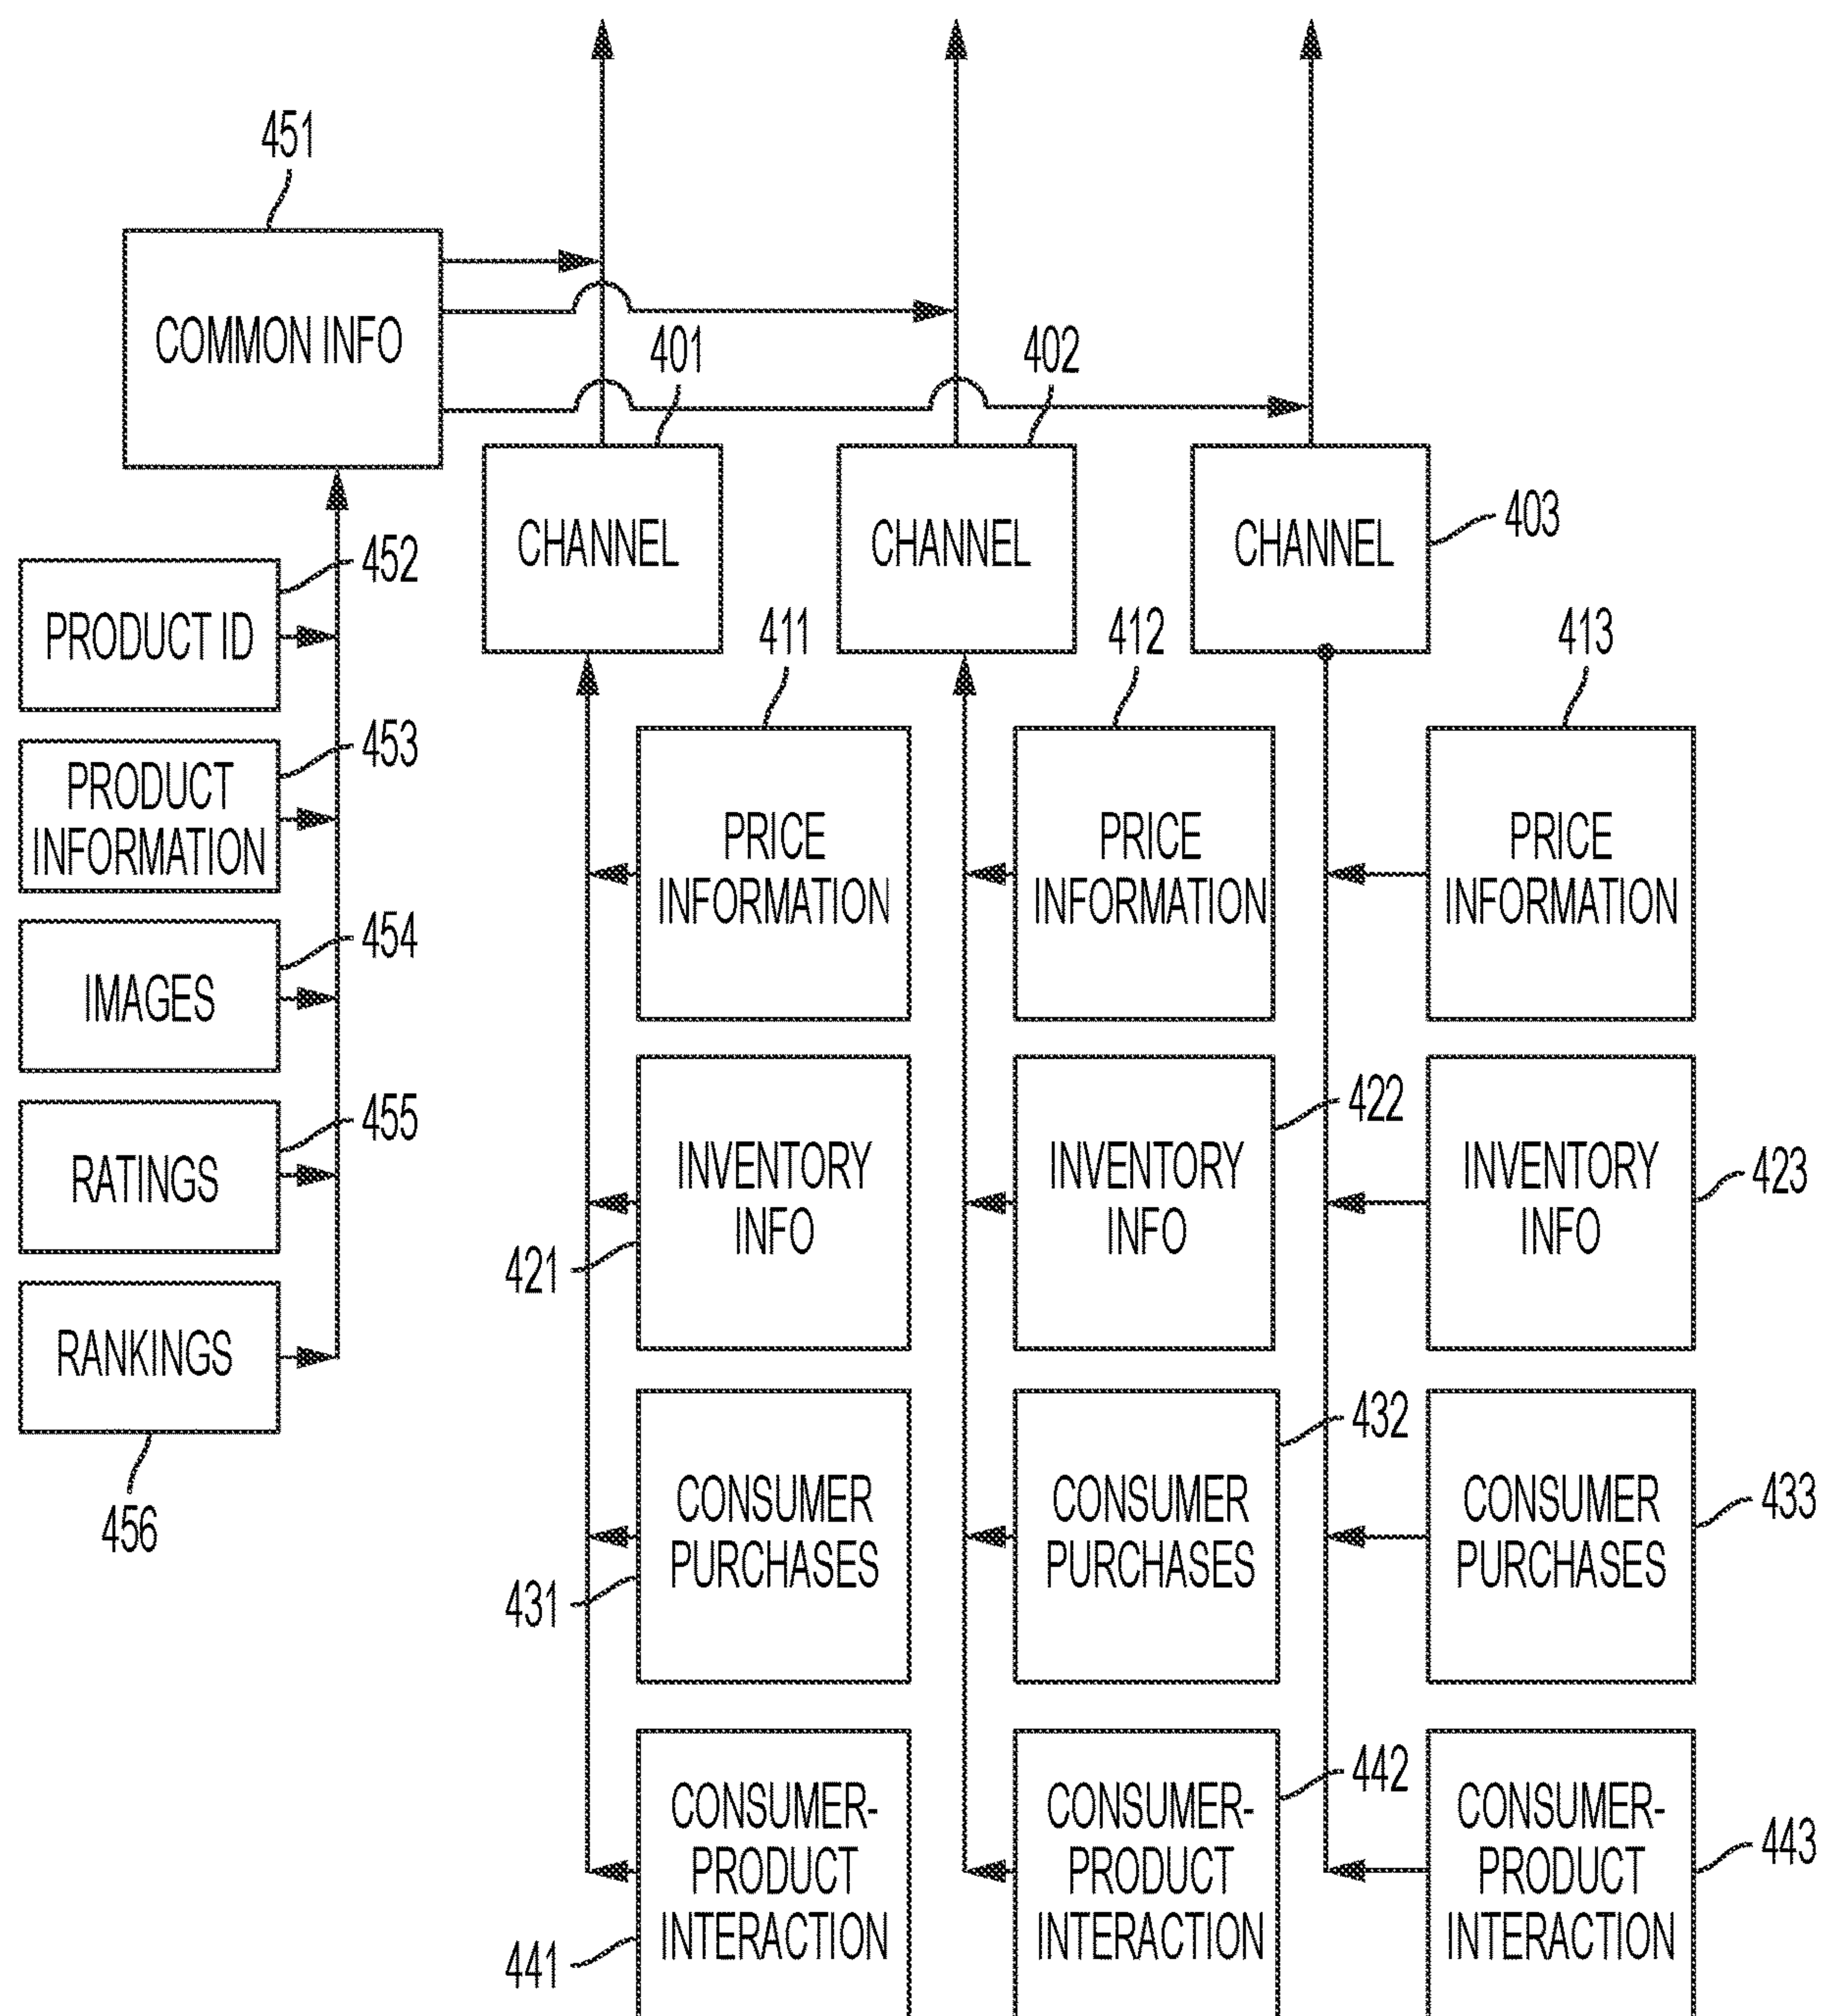 451
COMMON INFO
401
402
CHANNEL
CHANNEL
CHANNEL
403
452
PRODUCT ID
453
PRODUCT
INFORMATION
454
IMAGES
455
RATINGS
RANKINGS
456
411
PRICE
INFORMATION
412
PRICE
INFORMATION
413
PRICE
INFORMATION
INVENTORY
INFO
421
INVENTORY
INFO
422
INVENTORY
INFO
423
CONSUMER
PURCHASES
431
CONSUMER
PURCHASES
432
CONSUMER
PURCHASES
433
CONSUMER-
PRODUCT
INTERACTION
441
CONSUMER-
PRODUCT
INTERACTION
442
CONSUMER-
PRODUCT
INTERACTION
443